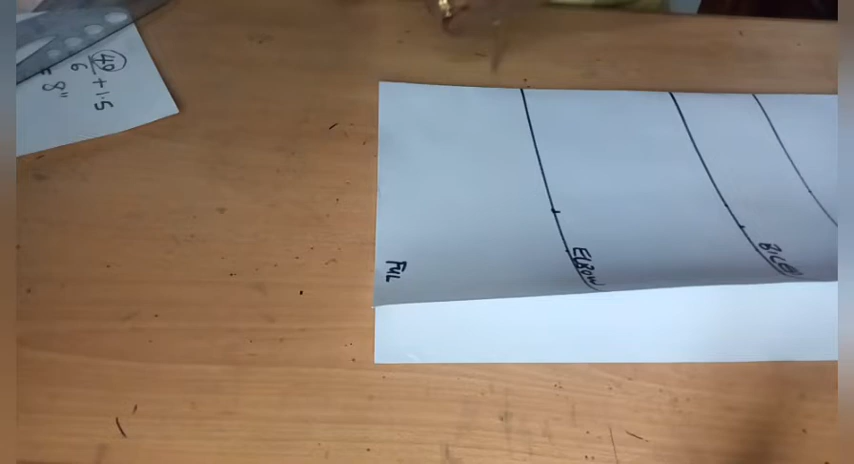 40 + 1.5
6
= 8"
FUL
ELBOW
BICEP